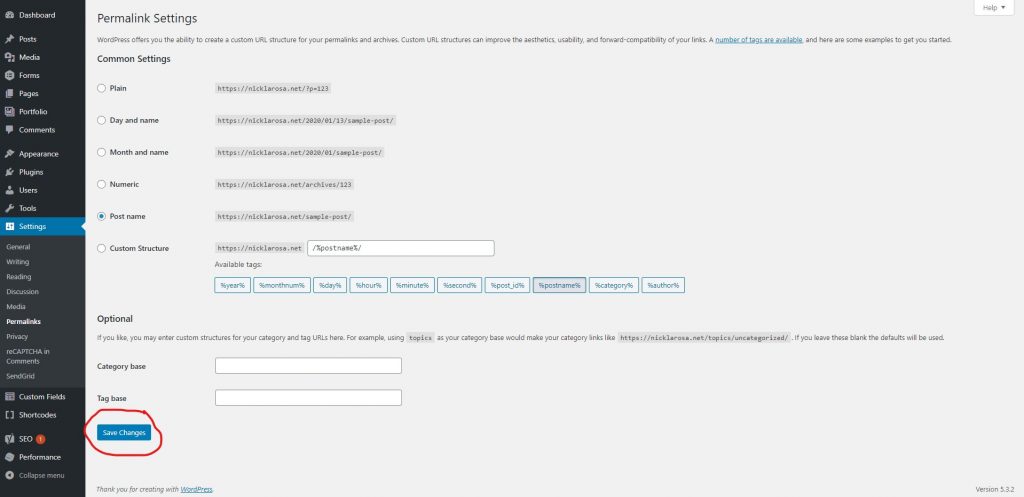 Dashboard
Posts
Media
Forms
Pages
Portfolio
Comments
Appearance
Plugins
Users
Tools
Settings
General
Writing
Reading
Discussion
Media
Permalinks
Privacy
reCAPTCHA in
Comments
SendGrid
Custom Fields
Shortcodes
SEO 1
Performance
Collapse menu
Help
Permalink Settings
WordPress offers you the ability to create a custom URL structure for your permalinks and archives. Custom URL structures can improve the aesthetics, usability, and forward-compatibility of your links. A number of tags are available, and here are some examples to get you started.
Common Settings
Plain https://nicklarosa.net/?p=123
Day and name https://nicklarosa.net/2020/01/13/sample-post/
Month and name https://nicklarosa.net/2020/01/sample-post/
Numeric https://nicklarosa.net/archives/123
Post name https://nicklarosa.net/sample-post/
Custom Structure https://nicklarosa.net /%postname%/
Available tags:
%year% %monthnum% %day% %hour% %minute% %second% %post_id% %postname% %category% %author%
Optional
If you like, you may enter custom structures for your category and tag URLs here. For example, using topics as your category base would make your category links like https://nicklarosa.net/topics/uncategorized/ . If you leave these blank the defaults will be used.
Category base
Tag base
Save Changes
Thank you for creating with WordPress.
Version 5.3.2